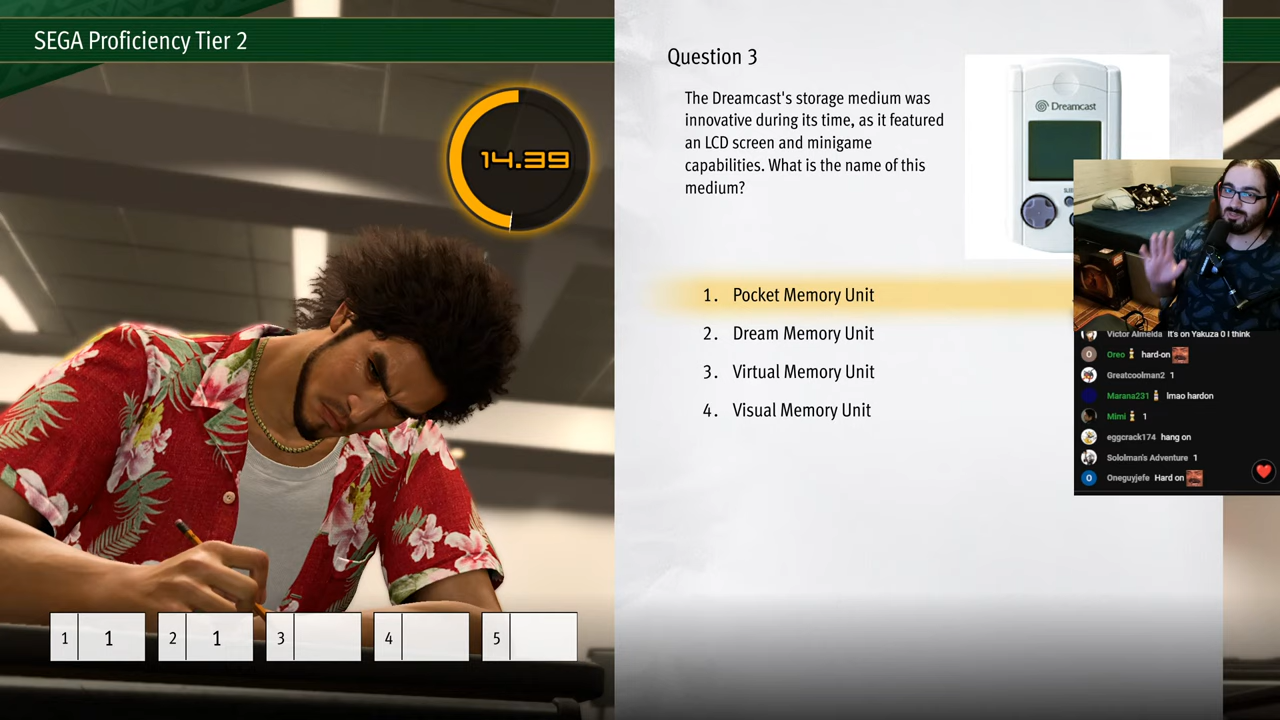 SEGA Proficiency Tier 2
14.39
Question 3
The Dreamcast's storage medium was
innovative during its time, as it featured
an LCD screen and minigame
capabilities. What is the name of this
medium?
Dreamcast
1. Pocket Memory Unit
2. Dream Memory Unit
3. Virtual Memory Unit
4. Visual Memory Unit
Victor Almeida It's on Yakuza 0 I think
O Oreo hard-on
Greatcoolman2 1
Marana231 lmao hardon
Mimi 1
eggcrack174 hang on
Sololman's Adventure 1
O Oneguyjefe Hard on
1 1
2 1
3
4
5